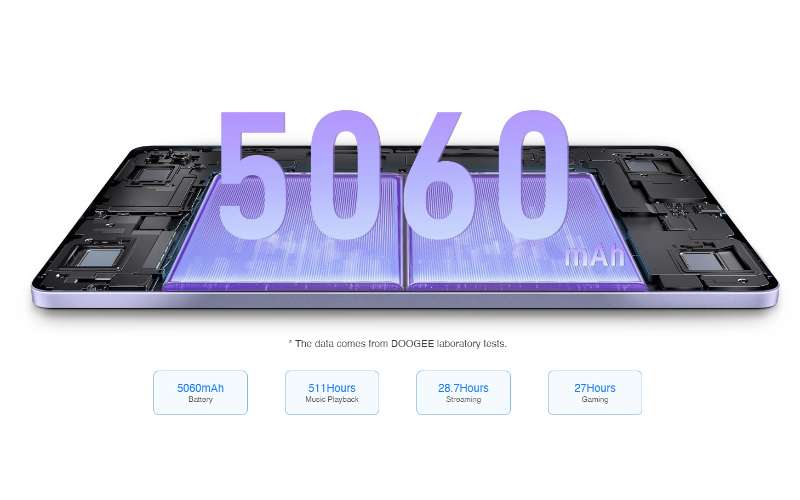 5060
mAh
* The data comes from DOOGEE laboratory tests.
5060mAh
Battery
511Hours
Music Playback
28.7Hours
Streaming
27Hours
Gaming